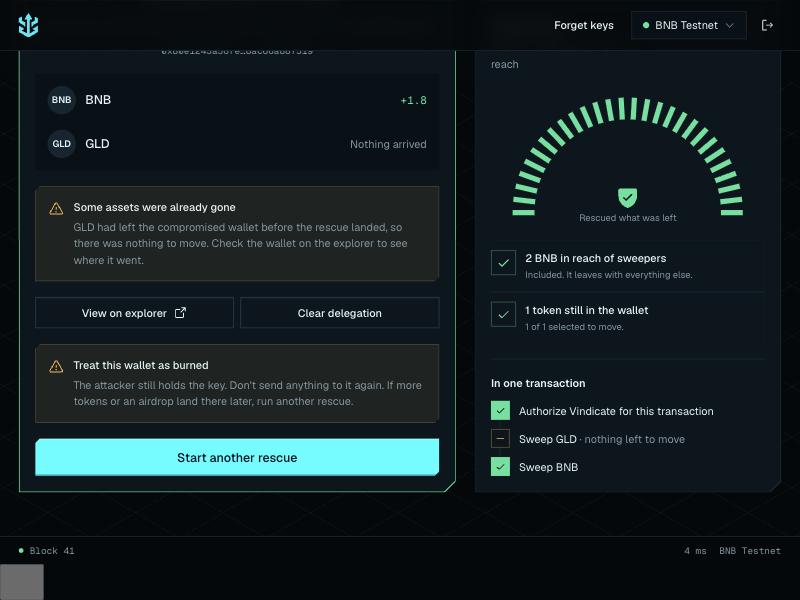 Forget keys
BNB Testnet
reach
BNB BNB +1.8
GLD GLD Nothing arrived
Some assets were already gone
GLD had left the compromised wallet before the rescue landed, so
there was nothing to move. Check the wallet on the explorer to see
where it went.
View on explorer
Clear delegation
Treat this wallet as burned
The attacker still holds the key. Don't send anything to it again. If more
tokens or an airdrop land there later, run another rescue.
Start another rescue
Rescued what was left
2 BNB in reach of sweepers
Included. It leaves with everything else.
1 token still in the wallet
1 of 1 selected to move.
In one transaction
Authorize Vindicate for this transaction
Sweep GLD · nothing left to move
Sweep BNB
Block 41
4 ms BNB Testnet